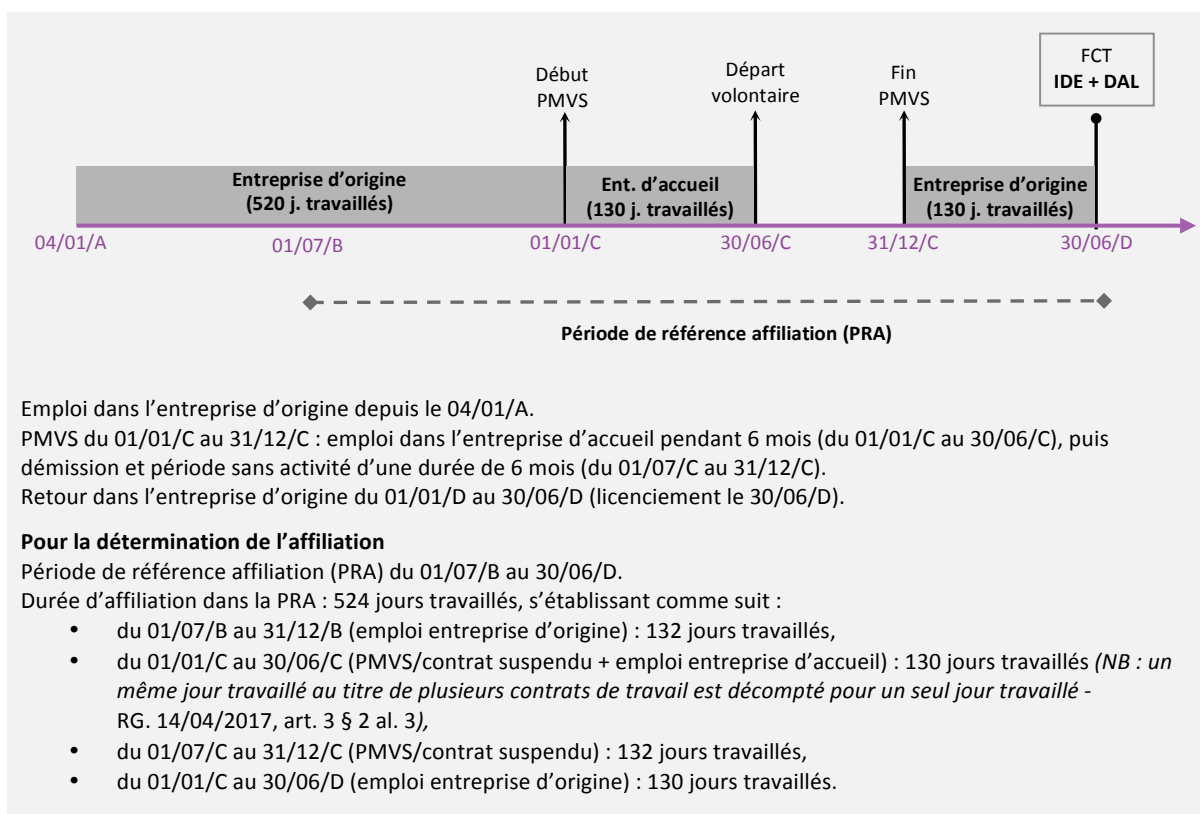 FCT
IDE + DAL
Début
PMVS
Départ
volontaire
Fin
PMVS
Entreprise d’origine
(520 j. travaillés)
Ent. d’accueil
(130 j. travaillés)
Entreprise d’origine
(130 j. travaillés)
04/01/A
01/07/B
01/01/C
30/06/C
31/12/C
30/06/D
Période de référence affiliation (PRA)
Emploi dans l’entreprise d’origine depuis le 04/01/A.
PMVS du 01/01/C au 31/12/C : emploi dans l’entreprise d’accueil pendant 6 mois (du 01/01/C au 30/06/C), puis
démission et période sans activité d’une durée de 6 mois (du 01/07/C au 31/12/C).
Retour dans l’entreprise d’origine du 01/01/D au 30/06/D (licenciement le 30/06/D).
Pour la détermination de l’affiliation
Période de référence affiliation (PRA) du 01/07/B au 30/06/D.
Durée d’affiliation dans la PRA : 524 jours travaillés, s’établissant comme suit :
• du 01/07/B au 31/12/B (emploi entreprise d’origine) : 132 jours travaillés,
• du 01/01/C au 30/06/C (PMVS/contrat suspendu + emploi entreprise d’accueil) : 130 jours travaillés (NB : un
même jour travaillé au titre de plusieurs contrats de travail est décompté pour un seul jour travaillé -
RG. 14/04/2017, art. 3 § 2 al. 3),
• du 01/07/C au 31/12/C (PMVS/contrat suspendu) : 132 jours travaillés,
• du 01/01/C au 30/06/D (emploi entreprise d’origine) : 130 jours travaillés.